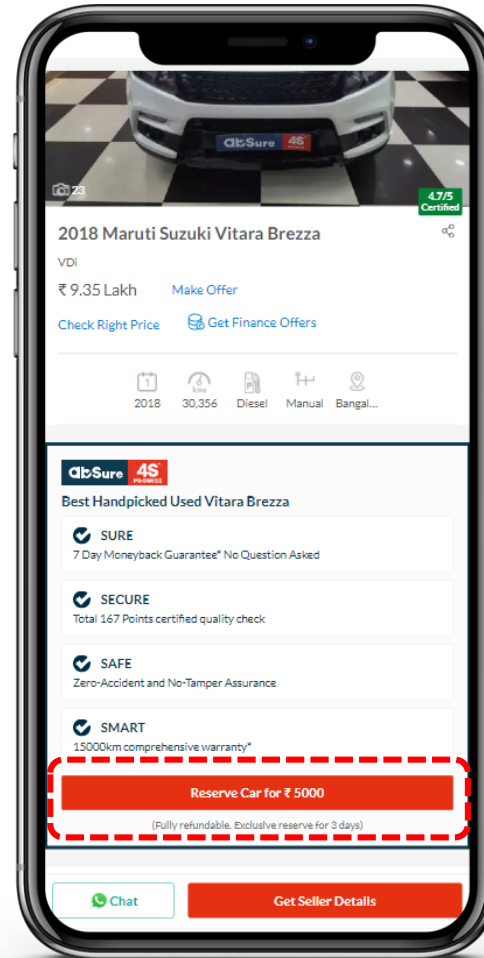 abSure 4S
23
4.7/5
Certified
2018 Maruti Suzuki Vitara Brezza
VDi
₹ 9.35 Lakh Make Offer
Check Right Price Get Finance Offers
1
kms
P
2018 30,356 Diesel Manual Bangal...
abSure 4S
PROMISE
Best Handpicked Used Vitara Brezza
SURE
7 Day Moneyback Guarantee* No Question Asked
SECURE
Total 167 Points certified quality check
SAFE
Zero-Accident and No-Tamper Assurance
SMART
15000km comprehensive warranty*
Reserve Car for ₹ 5000
(Fully refundable. Exclusive reserve for 3 days)
Chat
Get Seller Details